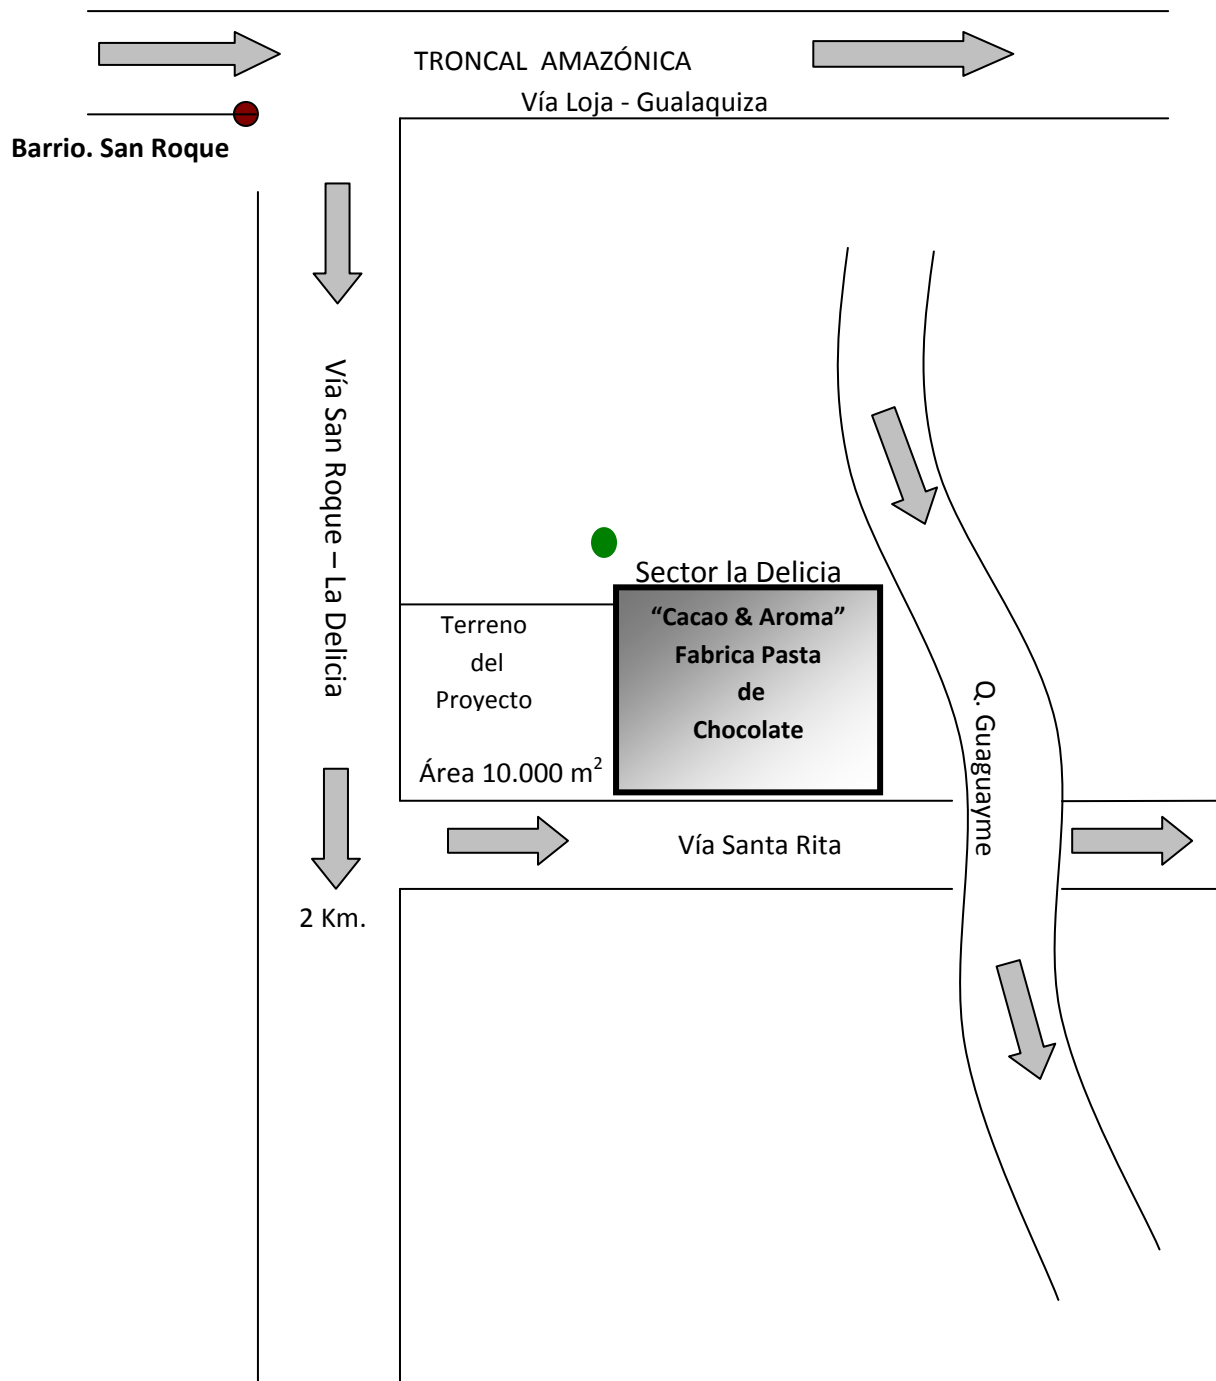 TRONCAL AMAZÓNICA
Vía Loja - Gualaquiza
Barrio. San Roque
Vía San Roque – La Delicia
Sector la Delicia
“Cacao & Aroma”
Fabrica Pasta
de
Chocolate
Terreno
del
Proyecto
Área 10.000 m²
Q. Guaguayme
Vía Santa Rita
2 Km.